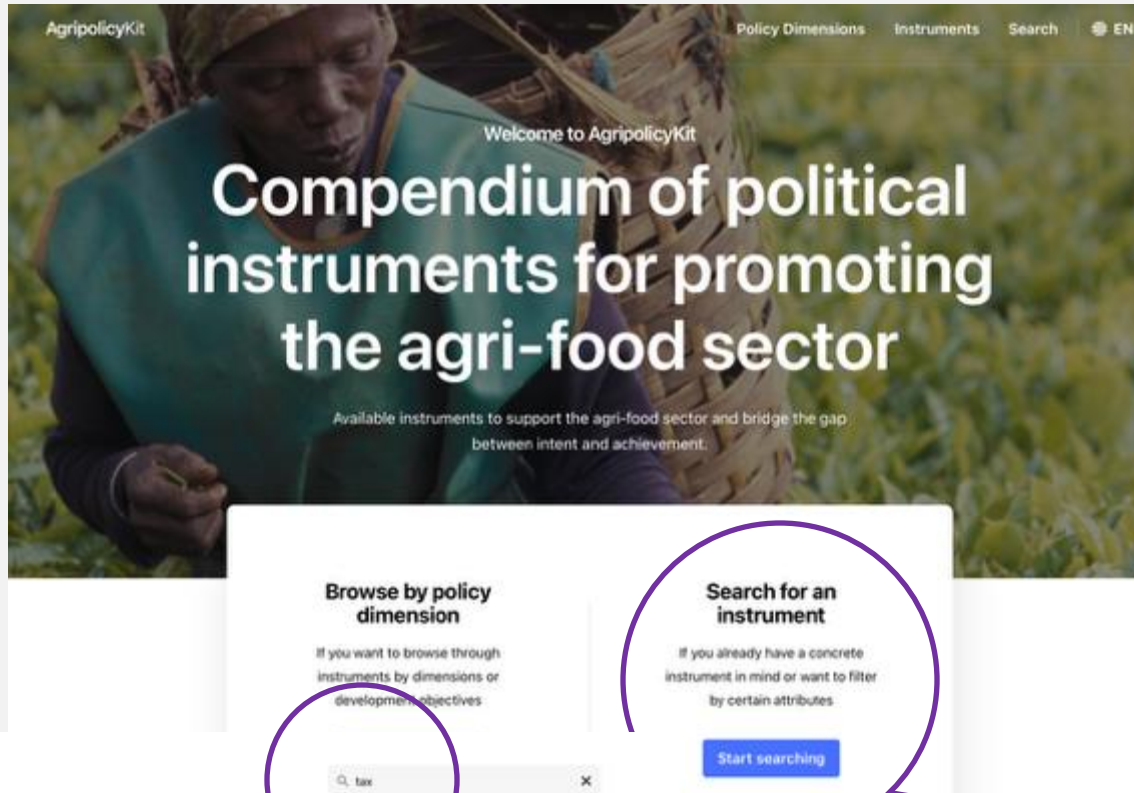 AgripolicyKit
Policy Dimensions Instruments Search EN
Welcome to AgripolicyKit
Compendium of political
instruments for promoting
the agri-food sector
Available instruments to support the agri-food sector and bridge the gap
between intent and achievement.
Browse by policy
dimension
If you want to browse through
instruments by dimensions or
development objectives
Search for an
instrument
If you already have a concrete
instrument in mind or want to filter
by certain attributes
Start searching
tax